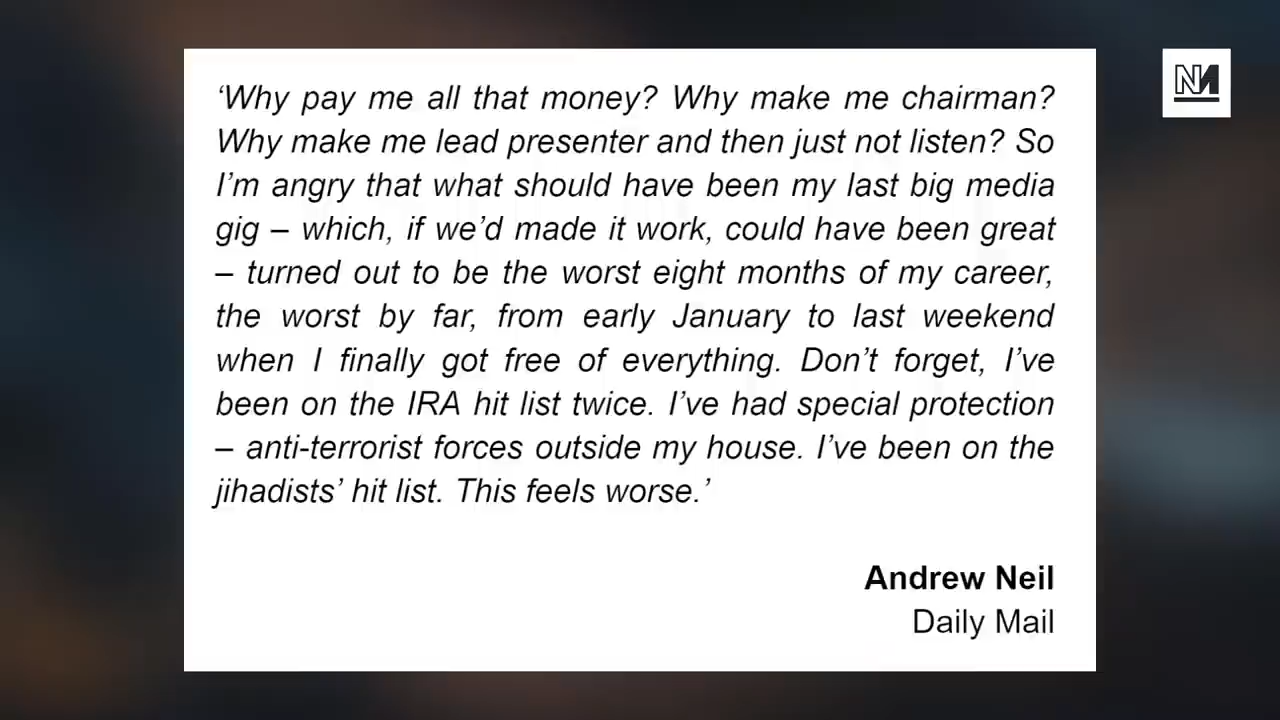 ‘Why pay me all that money? Why make me chairman?
Why make me lead presenter and then just not listen? So
I’m angry that what should have been my last big media
gig – which, if we’d made it work, could have been great
– turned out to be the worst eight months of my career,
the worst by far, from early January to last weekend
when I finally got free of everything. Don’t forget, I’ve
been on the IRA hit list twice. I’ve had special protection
– anti-terrorist forces outside my house. I’ve been on the
jihadists’ hit list. This feels worse.’
Andrew Neil
Daily Mail
NM